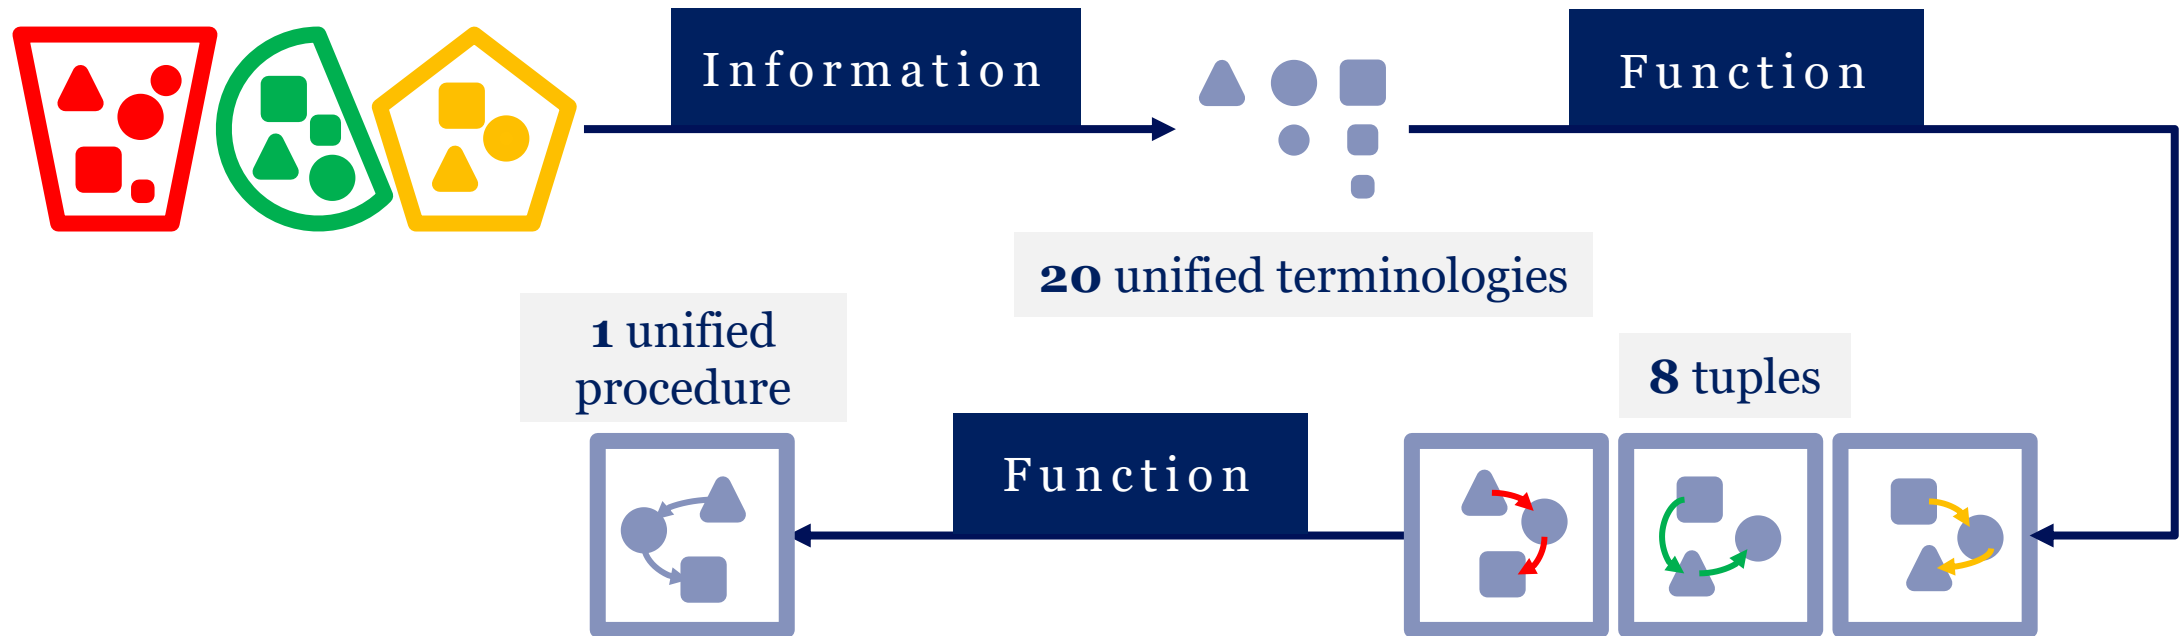 Information
Function
20 unified terminologies
1 unified
procedure
8 tuples
Function